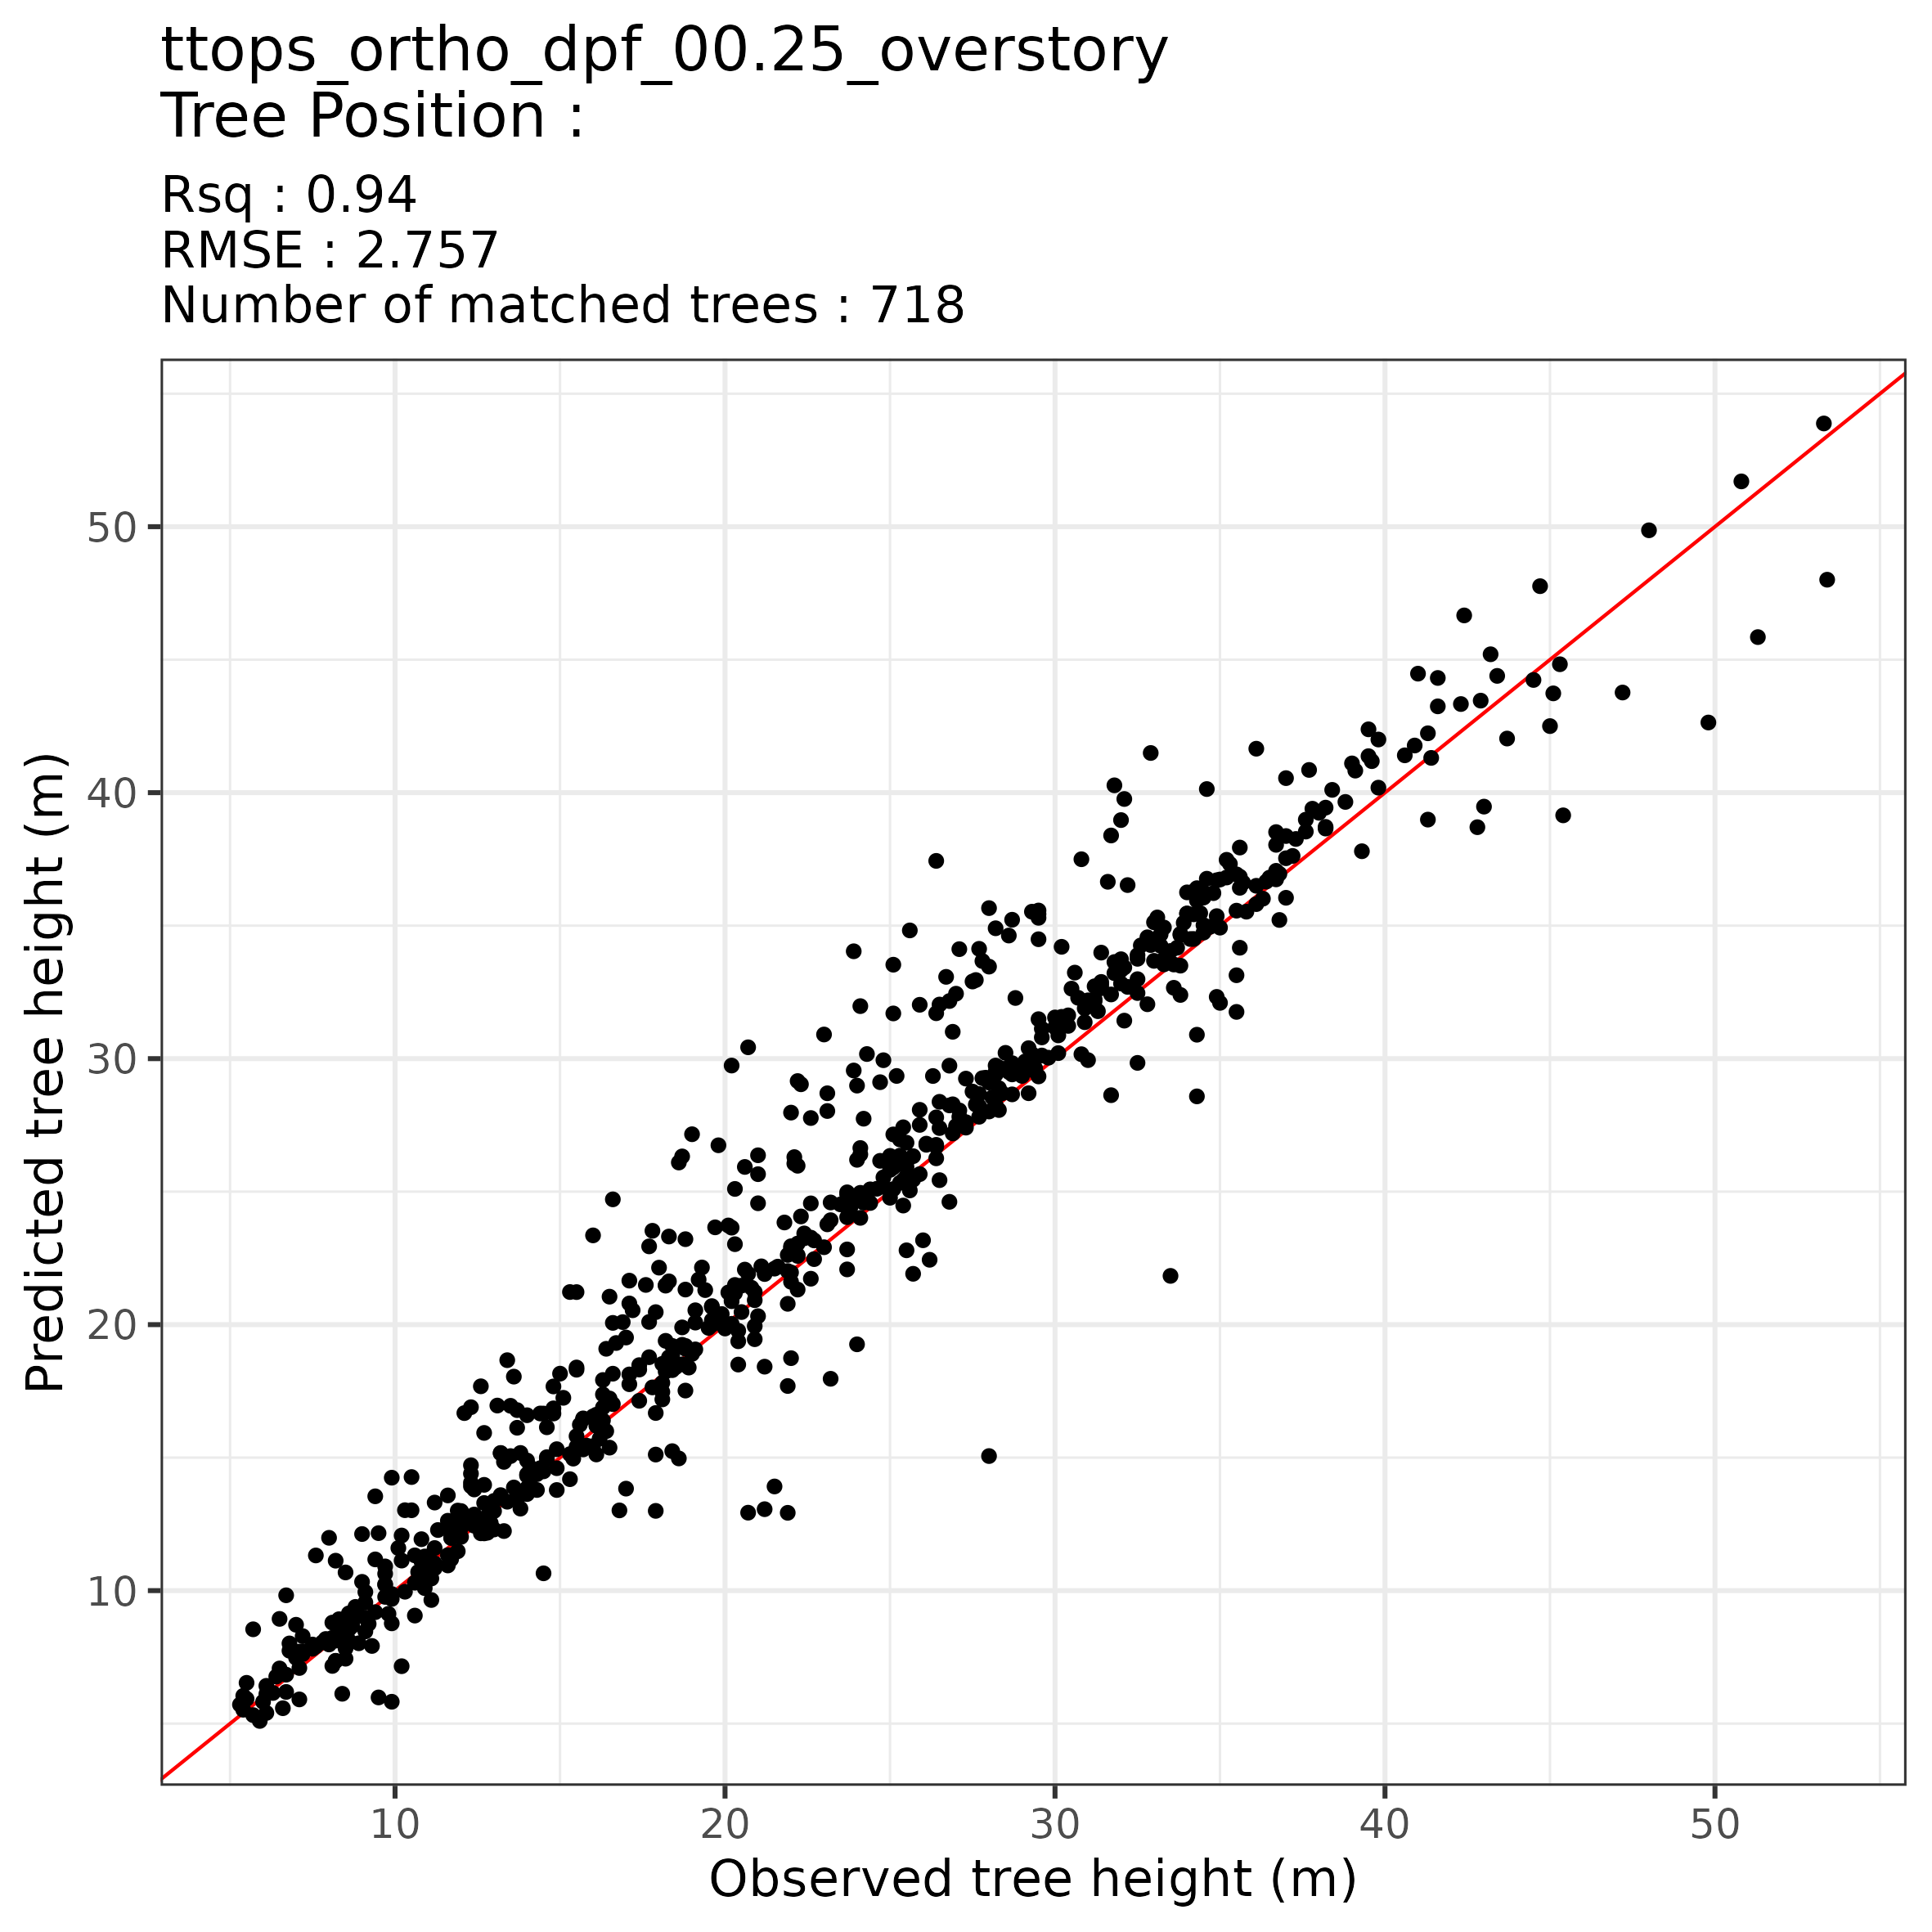 ttops_ortho_dpf_00.25_overstory
Tree Position :
Rsq : 0.94
RMSE : 2.757
Number of matched trees : 718
50
40
30
20
10
Predicted tree height (m)
10 20 30 40 50
Observed tree height (m)